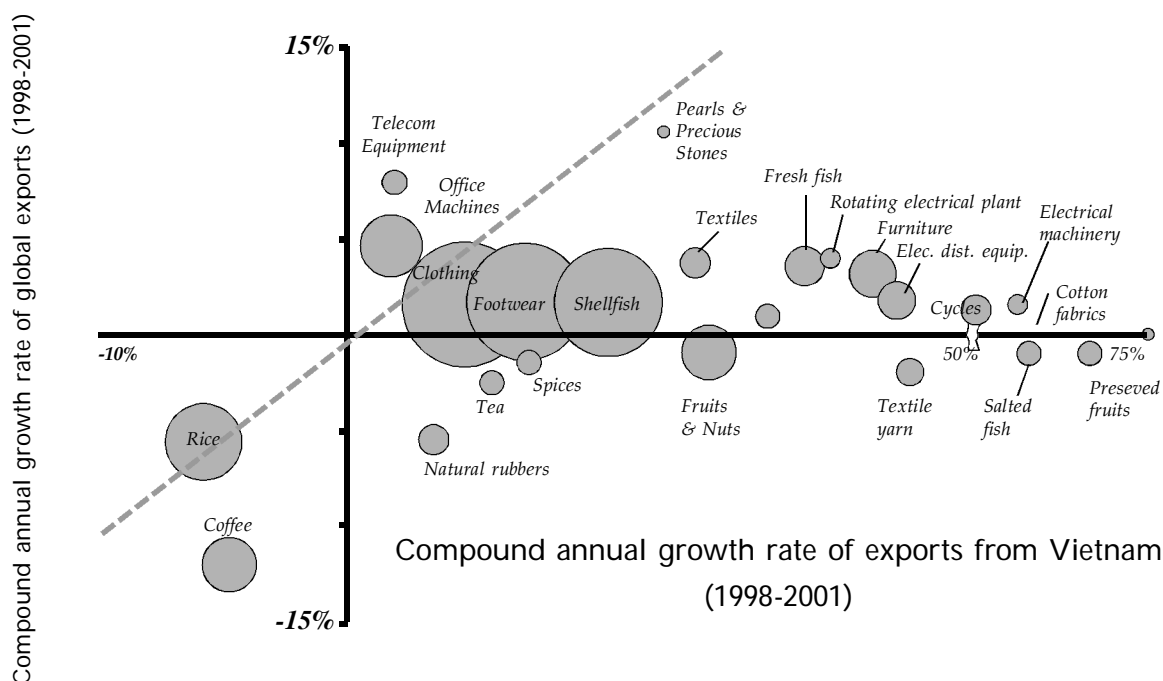 Compound annual growth rate of global exports (1998-2001)
15%
Pearls &
Precious
Stones
Telecom
Equipment
Office
Machines
Fresh fish
Rotating electrical plant
Textiles
Furniture
Elec. dist. equip.
Electrical
machinery
Clothing
Footwear
Shellfish
Cycles
Cotton
fabrics
-10%
50%
75%
Spices
Tea
Fruits
& Nuts
Textile
yarn
Salted
fish
Preseved
fruits
Rice
Natural rubbers
Coffee
Compound annual growth rate of exports from Vietnam
(1998-2001)
-15%